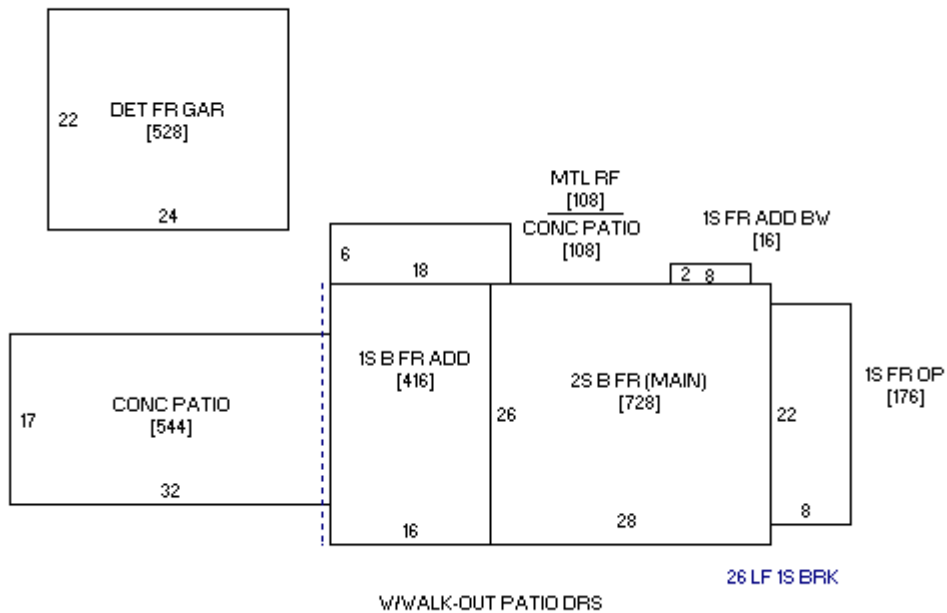 DET FR GAR
[528]
22
24
MTL RF
[108]
CONC PATIO
[108]
1S FR ADD BW
[16]
6
18
2 8
1S B FR ADD
[416]
2S B FR (MAIN)
[728]
1S FR OP
[176]
CONC PATIO
[544]
17
26
22
32
16
28
8
26 LF 1S BRK
W/WALK-OUT PATIO DRS